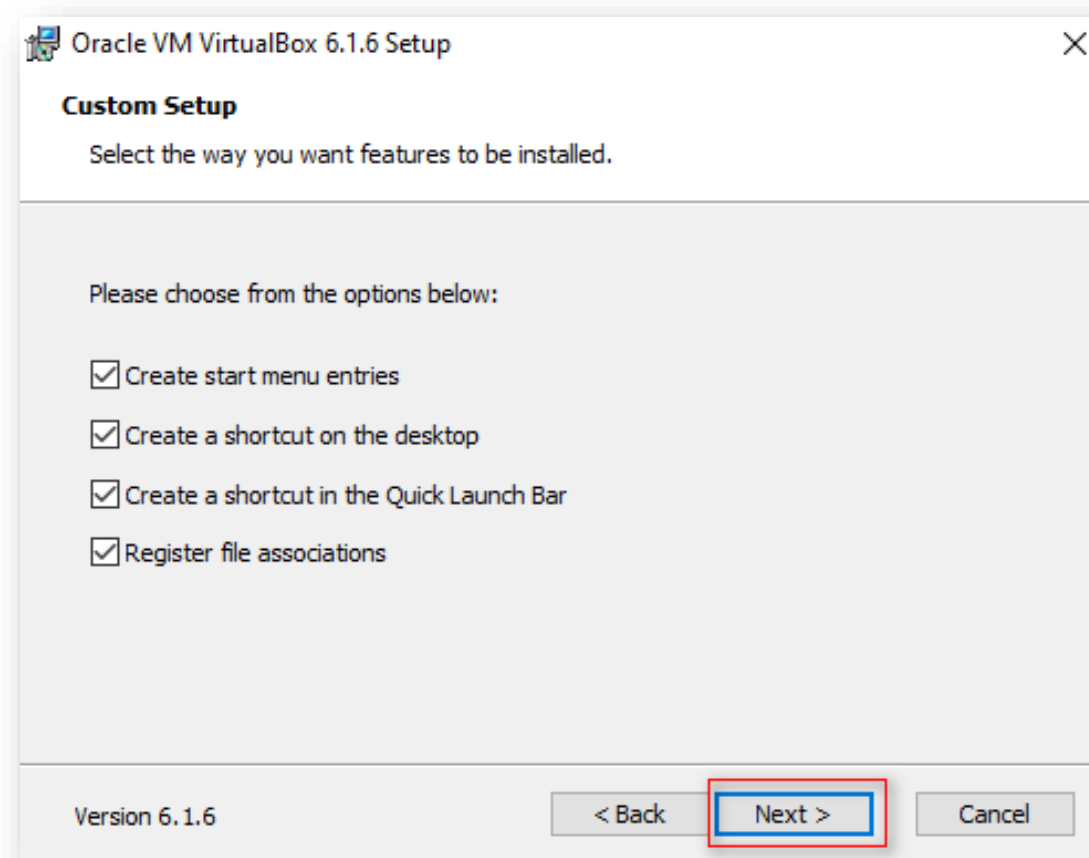 Oracle VM VirtualBox 6.1.6 Setup
Custom Setup
Select the way you want features to be installed.
Please choose from the options below:
Create start menu entries
Create a shortcut on the desktop
Create a shortcut in the Quick Launch Bar
Register file associations
Version 6.1.6
< Back
Next >
Cancel